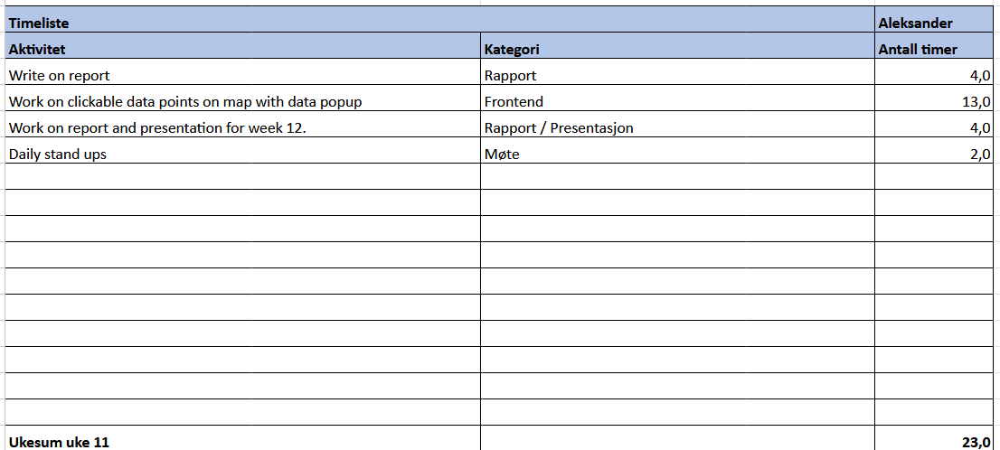 Timeliste Aleksander
Aktivitet Kategori Antall timer
Write on report Rapport 4,0
Work on clickable data points on map with data popup Frontend 13,0
Work on report and presentation for week 12. Rapport / Presentasjon 4,0
Daily stand ups Møte 2,0
Ukesum uke 11 23,0